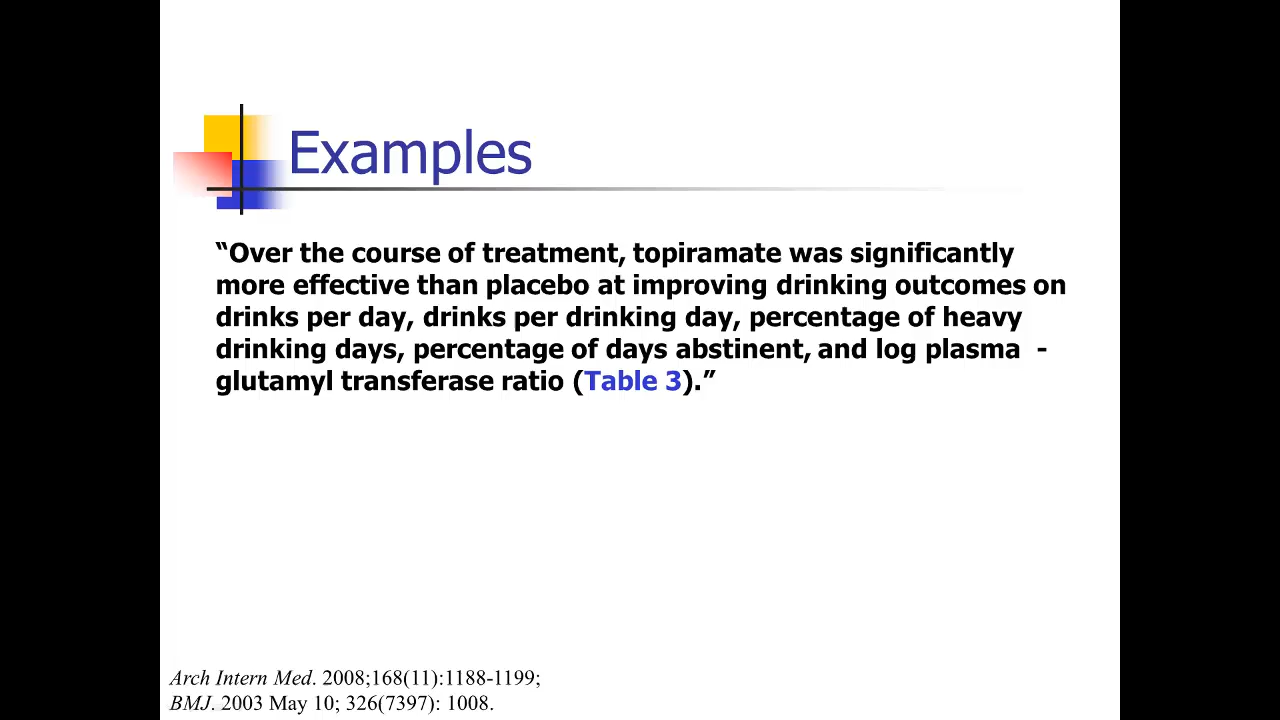 Examples
“Over the course of treatment, topiramate was significantly
more effective than placebo at improving drinking outcomes on
drinks per day, drinks per drinking day, percentage of heavy
drinking days, percentage of days abstinent, and log plasma -
glutamyl transferase ratio (Table 3).”
Arch Intern Med. 2008;168(11):1188-1199;
BMJ. 2003 May 10; 326(7397): 1008.